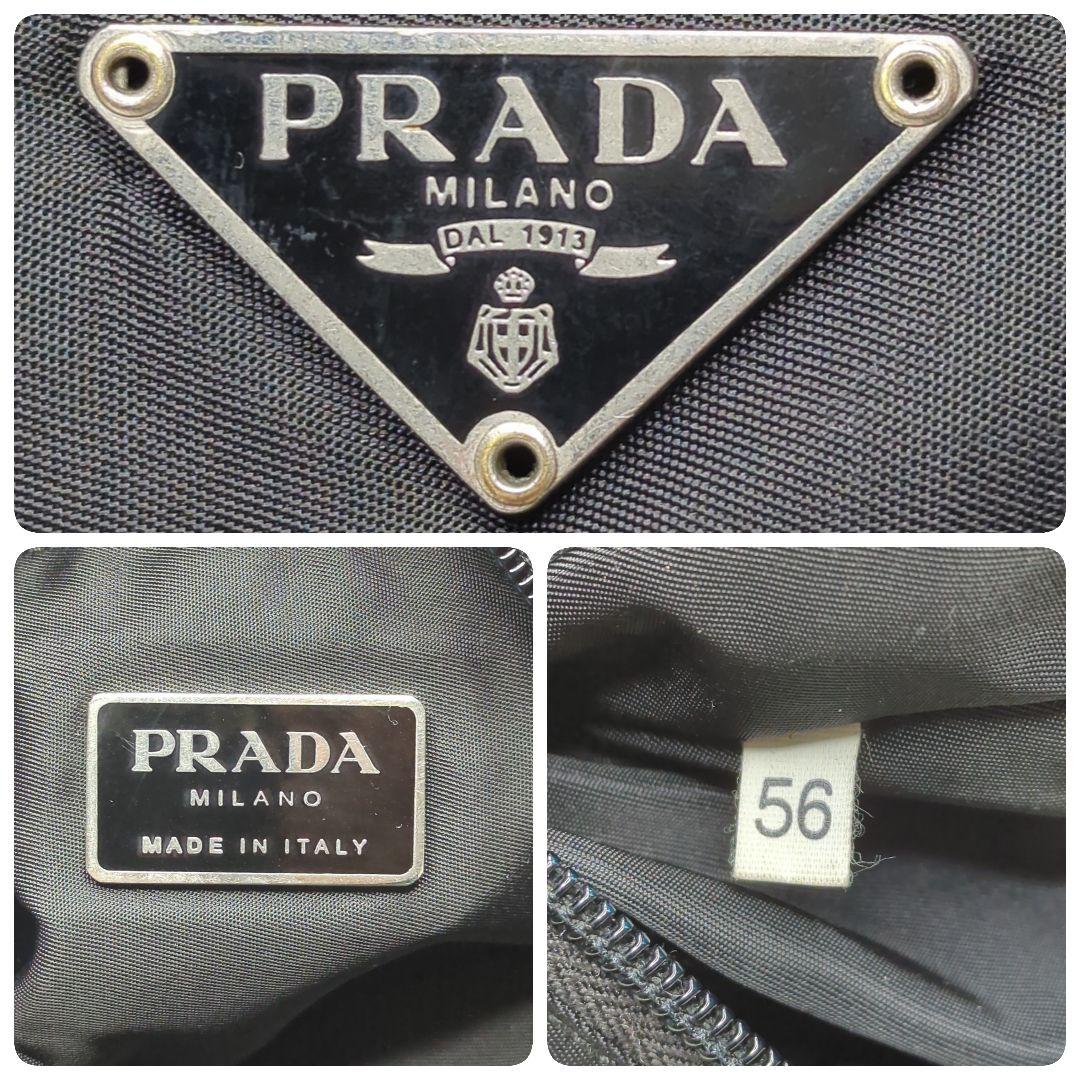 PRADA
MILANO
DAL 1913
PRADA
MILANO
MADE IN ITALY
56